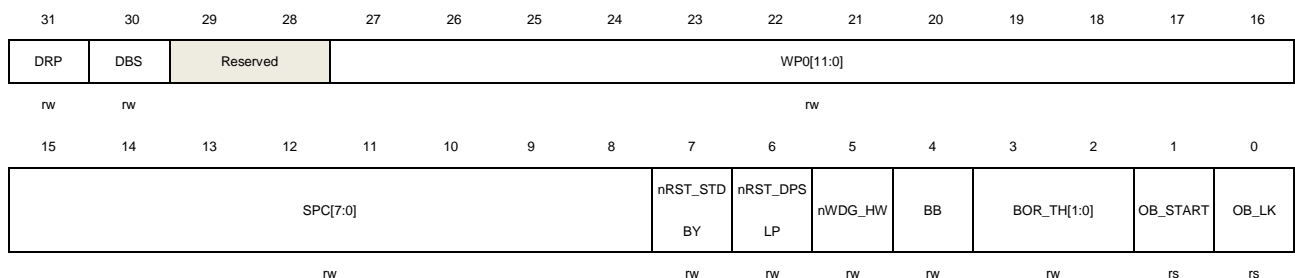 31 30 29 28 27 26 25 24 23 22 21 20 19 18 17 16
DRP DBS Reserved WP0[11:0]
rw rw rw
15 14 13 12 11 10 9 8 7 6 5 4 3 2 1 0
SPC[7:0] nRST_STD
BY nRST_DPS
LP nWDG_HW BB BOR_TH[1:0] OB_START OB_LK
rw rw rw rw rw rw rs rs